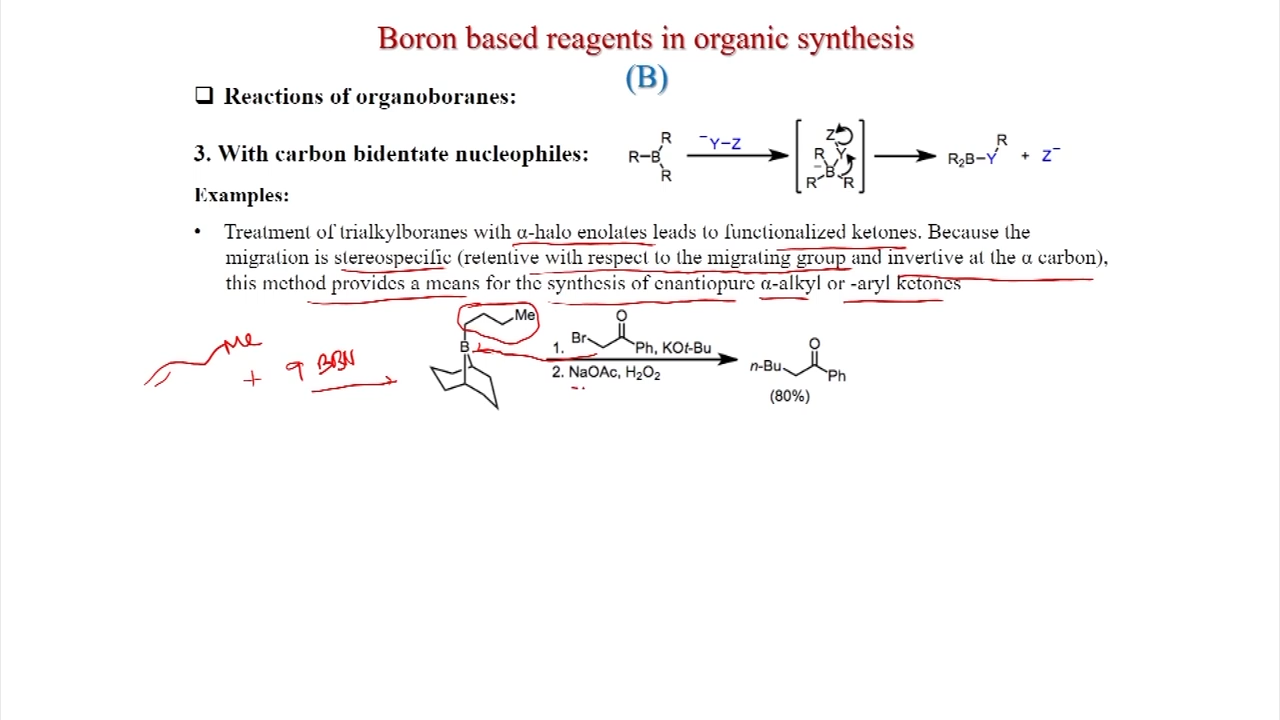 Boron based reagents in organic synthesis
(B)
❑ Reactions of organoboranes:
3. With carbon bidentate nucleophiles:
R–B
R
R
⁻Y–Z
Z
R
Y
–
B
R
R
R₂B–Y
R
+ Z⁻
Examples:
• Treatment of trialkylboranes with α-halo enolates leads to functionalized ketones. Because the
migration is stereospecific (retentive with respect to the migrating group and invertive at the α carbon),
this method provides a means for the synthesis of enantiopure α-alkyl or -aryl ketones
Me
+ 9 BBN
Me
B
O
1. Br Ph, KOt-Bu
2. NaOAc, H₂O₂
O
n-Bu Ph
(80%)